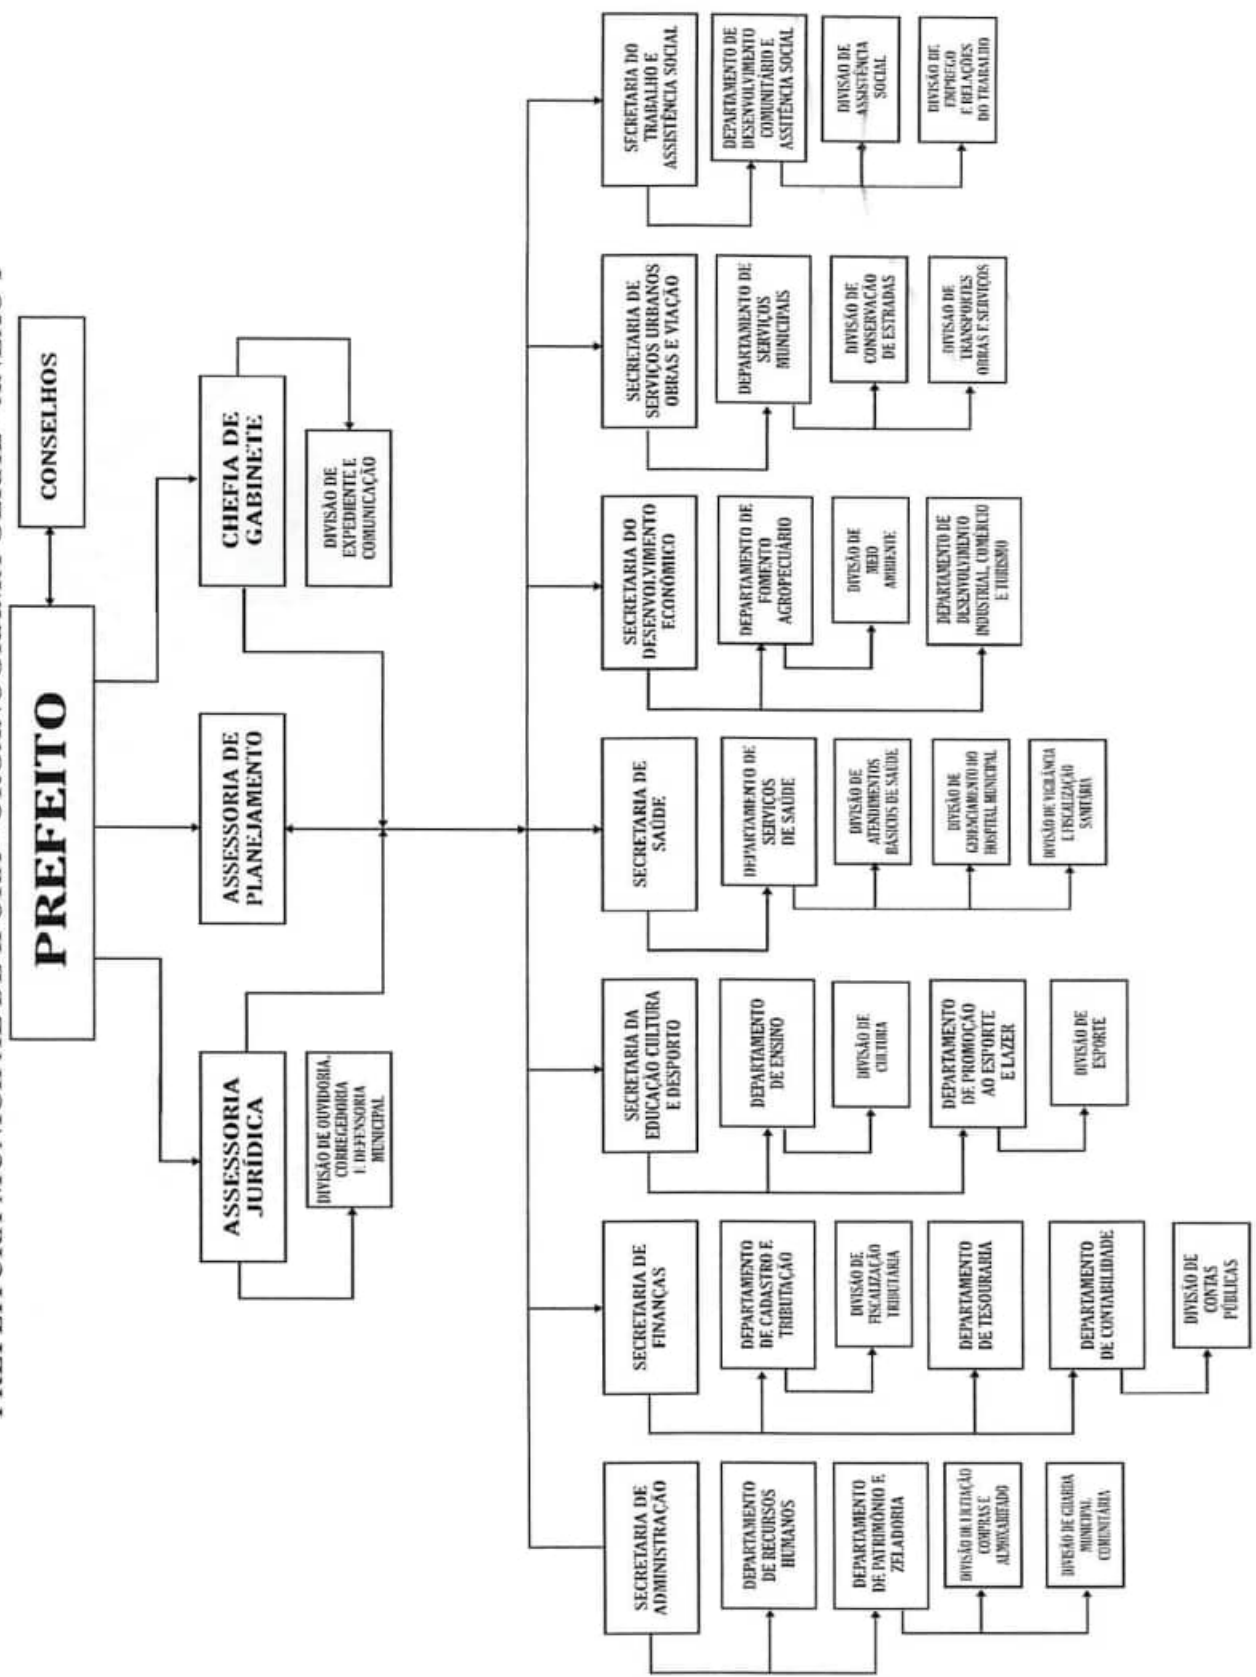 PREFEITO
CONSELHOS
ASSESSORIA
JURÍDICA
ASSESSORIA DE
PLANEJAMENTO
CHEFIA DE
GABINETE
DIVISÃO DE OUVIDORIA,
CORREGEDORIA
E DEFENSORIA
MUNICIPAL
DIVISÃO DE
EXPEDIENTE E
COMUNICAÇÃO
SECRETARIA DE
ADMINISTRAÇÃO
DEPARTAMENTO
DE RECURSOS
HUMANOS
DEPARTAMENTO
DE PATRIMÔNIO E
ZELADORIA
DIVISÃO DE LICITAÇÃO
COMPRAS E
ALMOXARIFADO
DIVISÃO DE GUARDA
MUNICIPAL
COMUNITÁRIA
SECRETARIA DE
FINANÇAS
DEPARTAMENTO
DE CADASTRO E
TRIBUTAÇÃO
DIVISÃO DE
FISCALIZAÇÃO
TRIBUTÁRIA
DEPARTAMENTO
DE TESOURARIA
DEPARTAMENTO
DE CONTABILIDADE
DIVISÃO DE
CONTAS
PÚBLICAS
SECRETARIA DA
EDUCAÇÃO CULTURA
E DESPORTO
DEPARTAMENTO
DE ENSINO
DIVISÃO DE
CULTURA
DEPARTAMENTO
DE PROMOÇÃO
AO ESPORTE
E LAZER
DIVISÃO DE
ESPORTE
SECRETARIA DE
SAÚDE
DEPARTAMENTO DE
SERVIÇOS
DE SAÚDE
DIVISÃO DE
ATENDIMENTOS
BÁSICOS DE SAÚDE
DIVISÃO DE
GERENCIAMENTO DO
HOSPITAL MUNICIPAL
DIVISÃO DE VIGILÂNCIA
E FISCALIZAÇÃO
SANITÁRIA
SECRETARIA DO
DESENVOLVIMENTO
ECONÔMICO
DEPARTAMENTO DE
FOMENTO
AGROPECUÁRIO
DIVISÃO DE
MEIO
AMBIENTE
DEPARTAMENTO DE
DESENVOLVIMENTO
INDUSTRIAL, COMÉRCIO
E TURISMO
SECRETARIA DE
SERVIÇOS URBANOS
OBRAS E VIAÇÃO
DEPARTAMENTO DE
SERVIÇOS
MUNICIPAIS
DIVISÃO DE
CONSERVAÇÃO
DE ESTRADAS
DIVISÃO DE
TRANSPORTES
OBRAS E SERVIÇOS
SECRETARIA DO
TRABALHO E
ASSISTÊNCIA SOCIAL
DEPARTAMENTO DE
DESENVOLVIMENTO
COMUNITÁRIO E
ASSITÊNCIA SOCIAL
DIVISÃO DE
ASSISTÊNCIA
SOCIAL
DIVISÃO DE
EMPREGO
E RELAÇÕES
DO TRABALHO